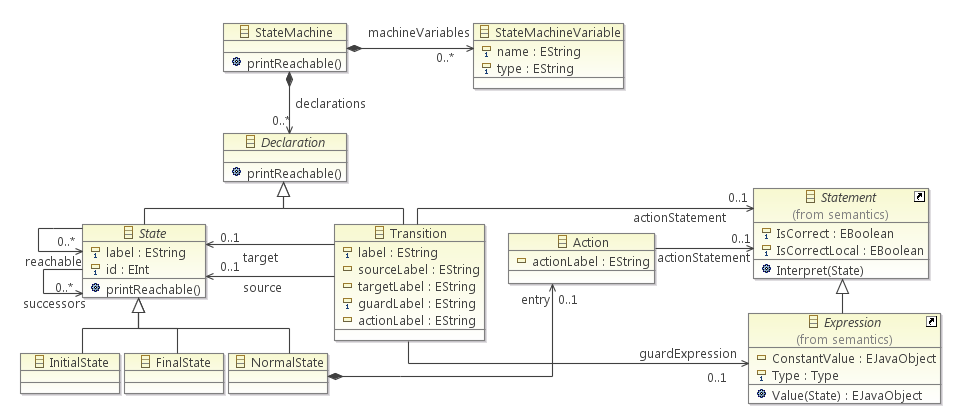 StateMachine
printReachable()
machineVariables
0..*
StateMachineVariable
name : EString
type : EString
declarations
0..*
Declaration
printReachable()
State
label : EString
id : EInt
printReachable()
0..*
reachable
0..*
successors
0..1
target
0..1
source
Transition
label : EString
sourceLabel : EString
targetLabel : EString
guardLabel : EString
actionLabel : EString
Action
actionLabel : EString
entry
0..1
0..1
actionStatement
0..1
actionStatement
Statement
(from semantics)
IsCorrect : EBoolean
IsCorrectLocal : EBoolean
Interpret(State)
InitialState
FinalState
NormalState
guardExpression
0..1
Expression
(from semantics)
ConstantValue : EJavaObject
Type : Type
Value(State) : EJavaObject